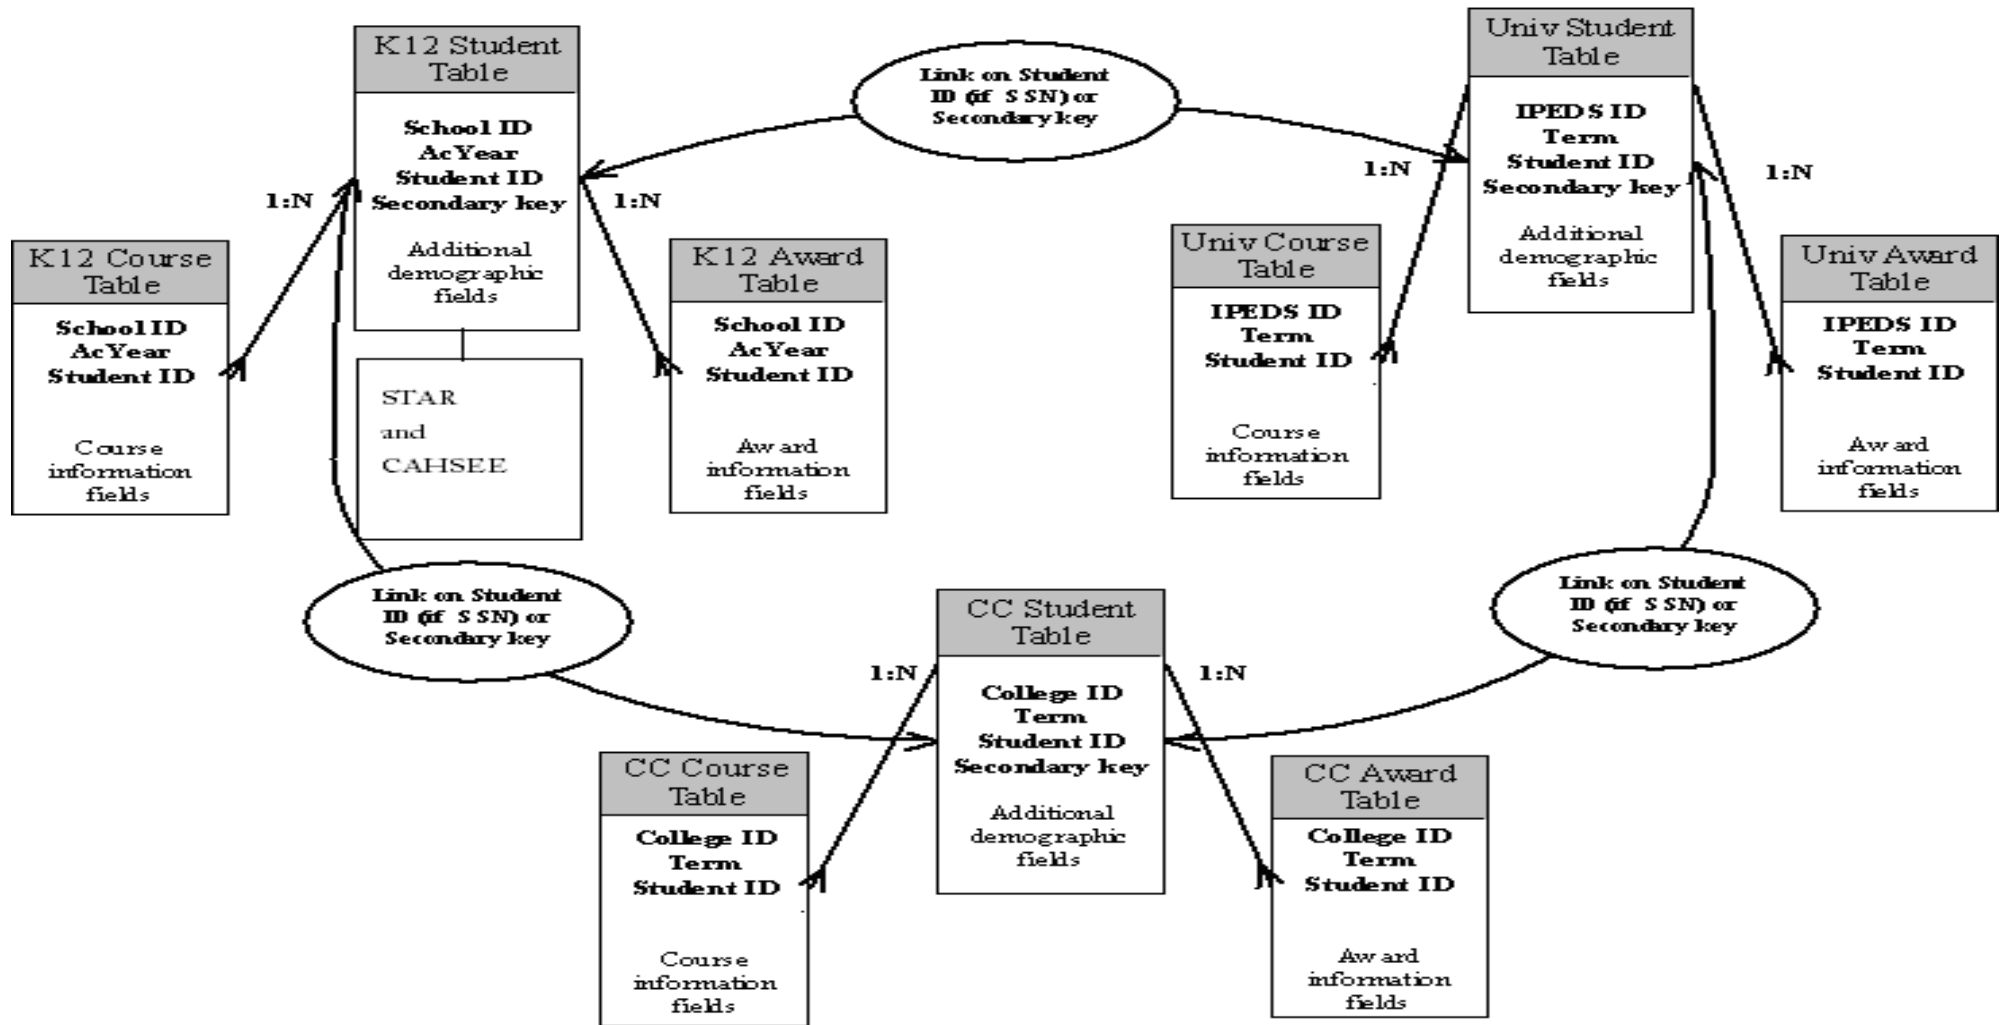 K12 Student
Table
School ID
AcYear
Student ID
Secondary key
Additional
demographic
fields
Link on Student
ID (if SSN) or
Secondary key
Univ Student
Table
IPEDS ID
Term
Student ID
Secondary key
Additional
demographic
fields
1:N
1:N
1:N
1:N
K12 Course
Table
School ID
AcYear
Student ID
Course
information
fields
STAR
and
CAHSEE
K12 Award
Table
School ID
AcYear
Student ID
Award
information
fields
Univ Course
Table
IPEDS ID
Term
Student ID
Course
information
fields
Univ Award
Table
IPEDS ID
Term
Student ID
Award
information
fields
Link on Student
ID (if SSN) or
Secondary key
CC Student
Table
College ID
Term
Student ID
Secondary key
Additional
demographic
fields
Link on Student
ID (if SSN) or
Secondary key
1:N
1:N
CC Course
Table
College ID
Term
Student ID
Course
information
fields
CC Award
Table
College ID
Term
Student ID
Award
information
fields